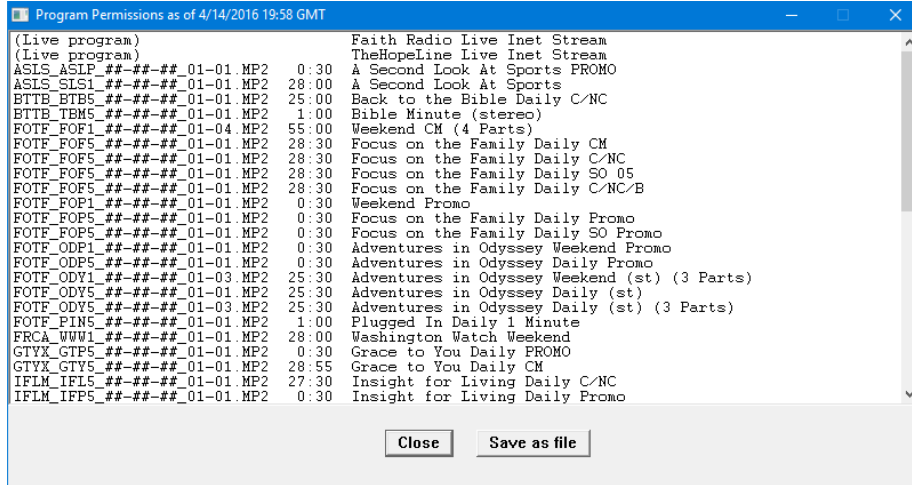 Program Permissions as of 4/14/2016 19:58 GMT
(Live program) Faith Radio Live Inet Stream
(Live program) TheHopeLine Live Inet Stream
ASLS_ASLP_##-##-##_01-01.MP2 0:30 A Second Look At Sports PROMO
ASLS_SLS1_##-##-##_01-01.MP2 28:00 A Second Look At Sports
BTTB_BTB5_##-##-##_01-01.MP2 25:00 Back to the Bible Daily C/NC
BTTB_TBM5_##-##-##_01-01.MP2 1:00 Bible Minute (stereo)
FOTF_FOF1_##-##-##_01-04.MP2 55:00 Weekend CM (4 Parts)
FOTF_FOF5_##-##-##_01-01.MP2 28:30 Focus on the Family Daily CM
FOTF_FOF5_##-##-##_01-01.MP2 28:30 Focus on the Family Daily C/NC
FOTF_FOF5_##-##-##_01-01.MP2 28:30 Focus on the Family Daily SO 05
FOTF_FOF5_##-##-##_01-01.MP2 28:30 Focus on the Family Daily C/NC/B
FOTF_FOP1_##-##-##_01-01.MP2 0:30 Weekend Promo
FOTF_FOP5_##-##-##_01-01.MP2 0:30 Focus on the Family Daily Promo
FOTF_FOP5_##-##-##_01-01.MP2 0:30 Focus on the Family Daily SO Promo
FOTF_ODP1_##-##-##_01-01.MP2 0:30 Adventures in Odyssey Weekend Promo
FOTF_ODP5_##-##-##_01-01.MP2 0:30 Adventures in Odyssey Daily Promo
FOTF_ODY1_##-##-##_01-03.MP2 25:30 Adventures in Odyssey Weekend (st) (3 Parts)
FOTF_ODY5_##-##-##_01-01.MP2 25:30 Adventures in Odyssey Daily (st)
FOTF_ODY5_##-##-##_01-03.MP2 25:30 Adventures in Odyssey Daily (st) (3 Parts)
FOTF_PIN5_##-##-##_01-01.MP2 1:00 Plugged In Daily 1 Minute
FRCA_WWW1_##-##-##_01-01.MP2 28:00 Washington Watch Weekend
GTYX_GTP5_##-##-##_01-01.MP2 0:30 Grace to You Daily PROMO
GTYX_GTY5_##-##-##_01-01.MP2 28:55 Grace to You Daily CM
IFLM_IFL5_##-##-##_01-01.MP2 27:30 Insight for Living Daily C/NC
IFLM_IFP5_##-##-##_01-01.MP2 0:30 Insight for Living Daily Promo
Close Save as file